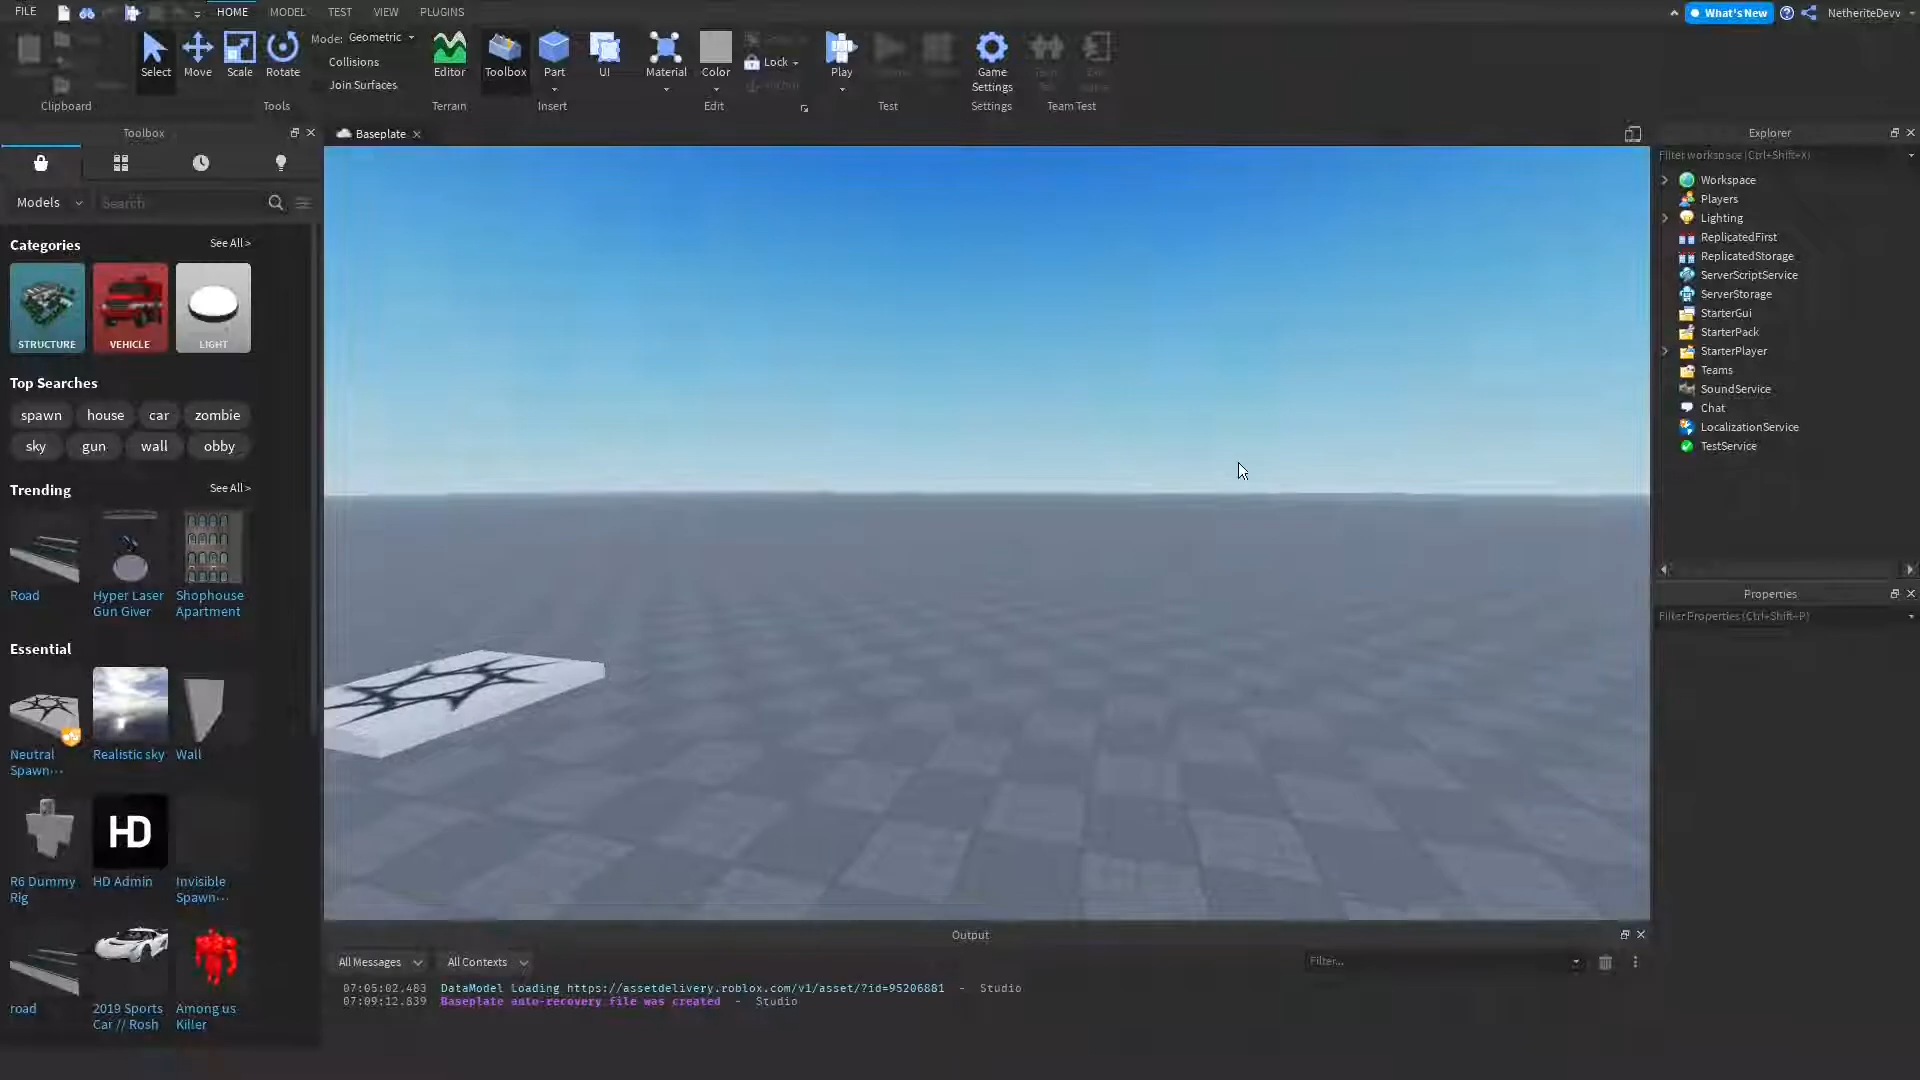 FILE
HOME
MODEL
TEST
VIEW
PLUGINS
What's New
NetheriteDevv
Select
Move
Scale
Rotate
Mode: Geometric
Collisions
Join Surfaces
Editor
Toolbox
Part
UI
Material
Color
Lock
Play
Game
Settings
Clipboard
Tools
Terrain
Insert
Edit
Test
Settings
Team Test
Toolbox
Models
Search
Categories
See All >
STRUCTURE
VEHICLE
LIGHT
Top Searches
spawn
house
car
zombie
sky
gun
wall
obby
Trending
See All >
Road
Hyper Laser
Gun Giver
Shophouse
Apartment
Essential
Neutral
Spawn...
Realistic sky
Wall
HD
R6 Dummy
Rig
HD Admin
Invisible
Spawn...
road
2019 Sports
Car // Rosh
Among us
Killer
Baseplate
Output
All Messages
All Contexts
Filter...
07:05:02.483 DataModel Loading https://assetdelivery.roblox.com/v1/asset/?id=95206881 - Studio
07:09:12.839 Baseplate auto-recovery file was created - Studio
Explorer
Filter workspace (Ctrl+Shift+X)
Workspace
Players
Lighting
ReplicatedFirst
ReplicatedStorage
ServerScriptService
ServerStorage
StarterGui
StarterPack
StarterPlayer
Teams
SoundService
Chat
LocalizationService
TestService
Properties
Filter Properties (Ctrl+Shift+P)